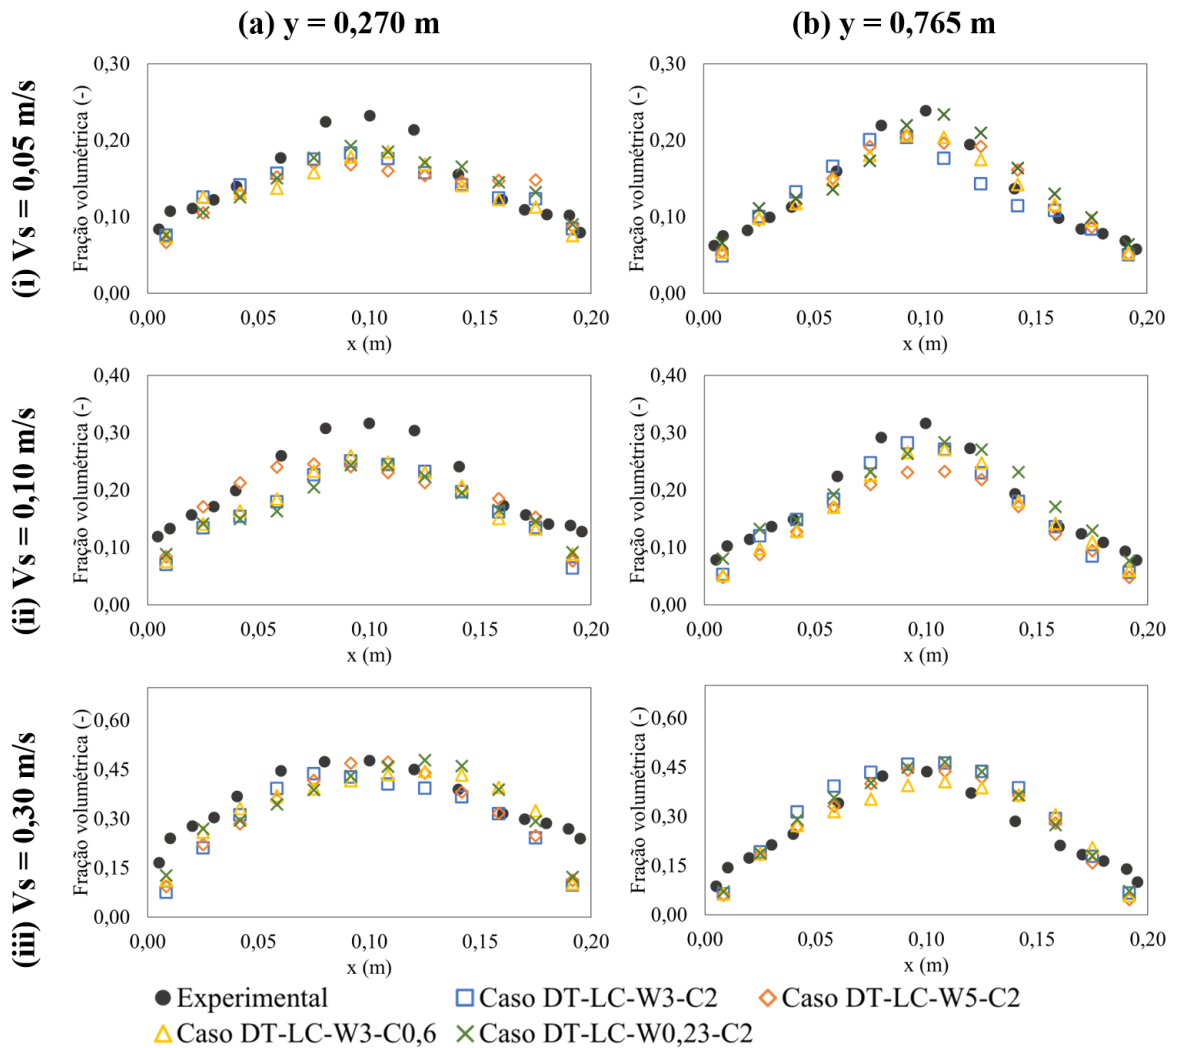 (a) y = 0,270 m
(b) y = 0,765 m
(i) Vs = 0,05 m/s
Fração volumétrica (-)
0,30
0,20
0,10
0,00
0,00 0,05 0,10 0,15 0,20
x (m)
Fração volumétrica (-)
0,30
0,20
0,10
0,00
0,00 0,05 0,10 0,15 0,20
x (m)
(ii) Vs = 0,10 m/s
Fração volumétrica (-)
0,40
0,30
0,20
0,10
0,00
0,00 0,05 0,10 0,15 0,20
x (m)
Fração volumétrica (-)
0,40
0,30
0,20
0,10
0,00
0,00 0,05 0,10 0,15 0,20
x (m)
(iii) Vs = 0,30 m/s
Fração volumétrica (-)
0,60
0,45
0,30
0,15
0,00
0,00 0,05 0,10 0,15 0,20
x (m)
Fração volumétrica (-)
0,60
0,45
0,30
0,15
0,00
0,00 0,05 0,10 0,15 0,20
x (m)
Experimental
Caso DT-LC-W3-C2
Caso DT-LC-W5-C2
Caso DT-LC-W3-C0,6
Caso DT-LC-W0,23-C2